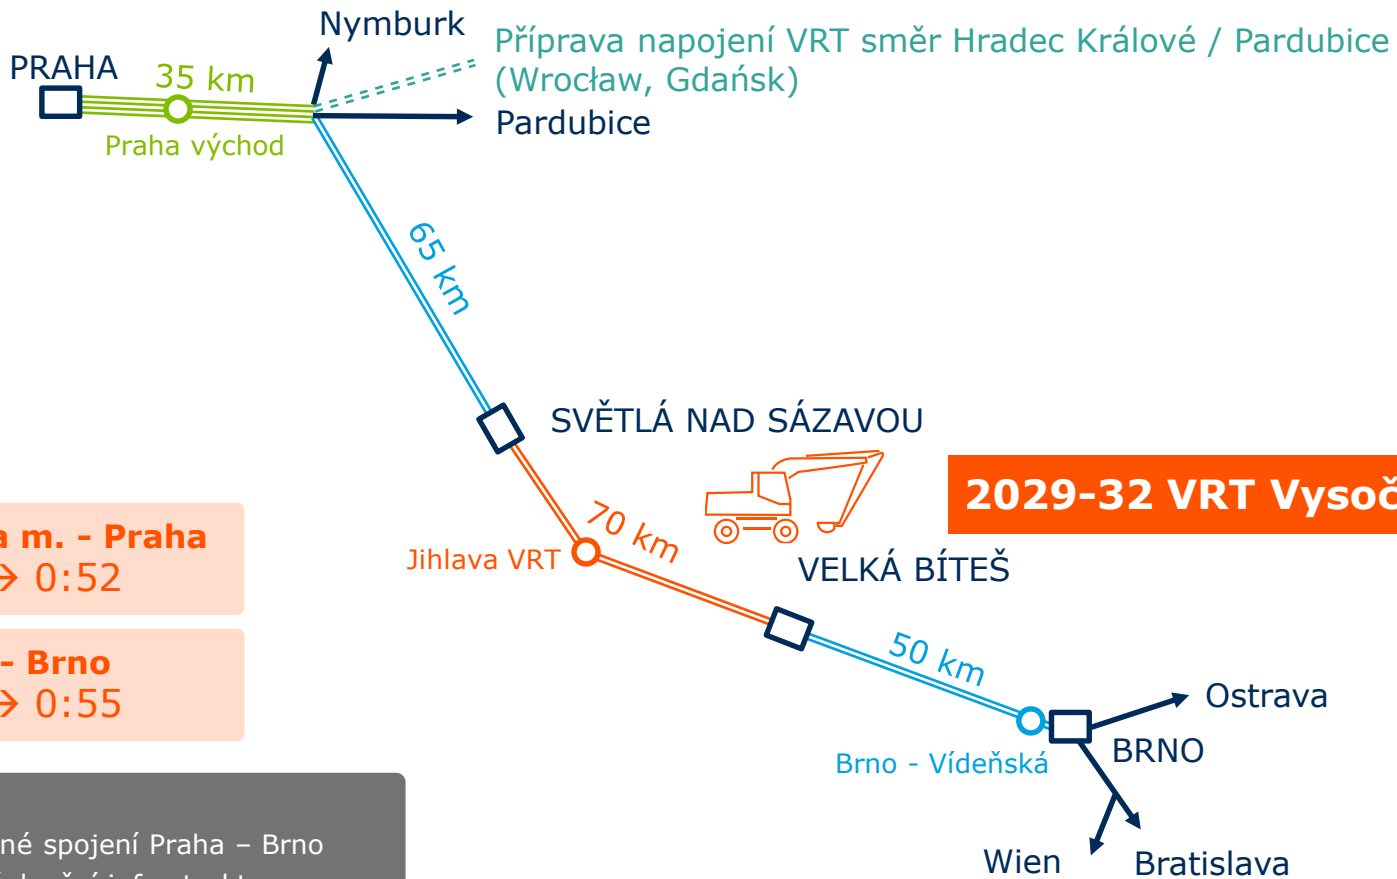 Nymburk
Příprava napojení VRT směr Hradec Králové / Pardubice
(Wrocław, Gdańsk)
PRAHA
35 km
Pardubice
Praha východ
65 km
SVĚTLÁ NAD SÁZAVOU
2029-32 VRT
70 km
m. - Praha
→ 0:52
Jihlava VRT
VELKÁ BÍTEŠ
- Brno
→ 0:55
50 km
Ostrava
BRNO
Brno - Vídeňská
spojení Praha – Brno
Wien
Bratislava